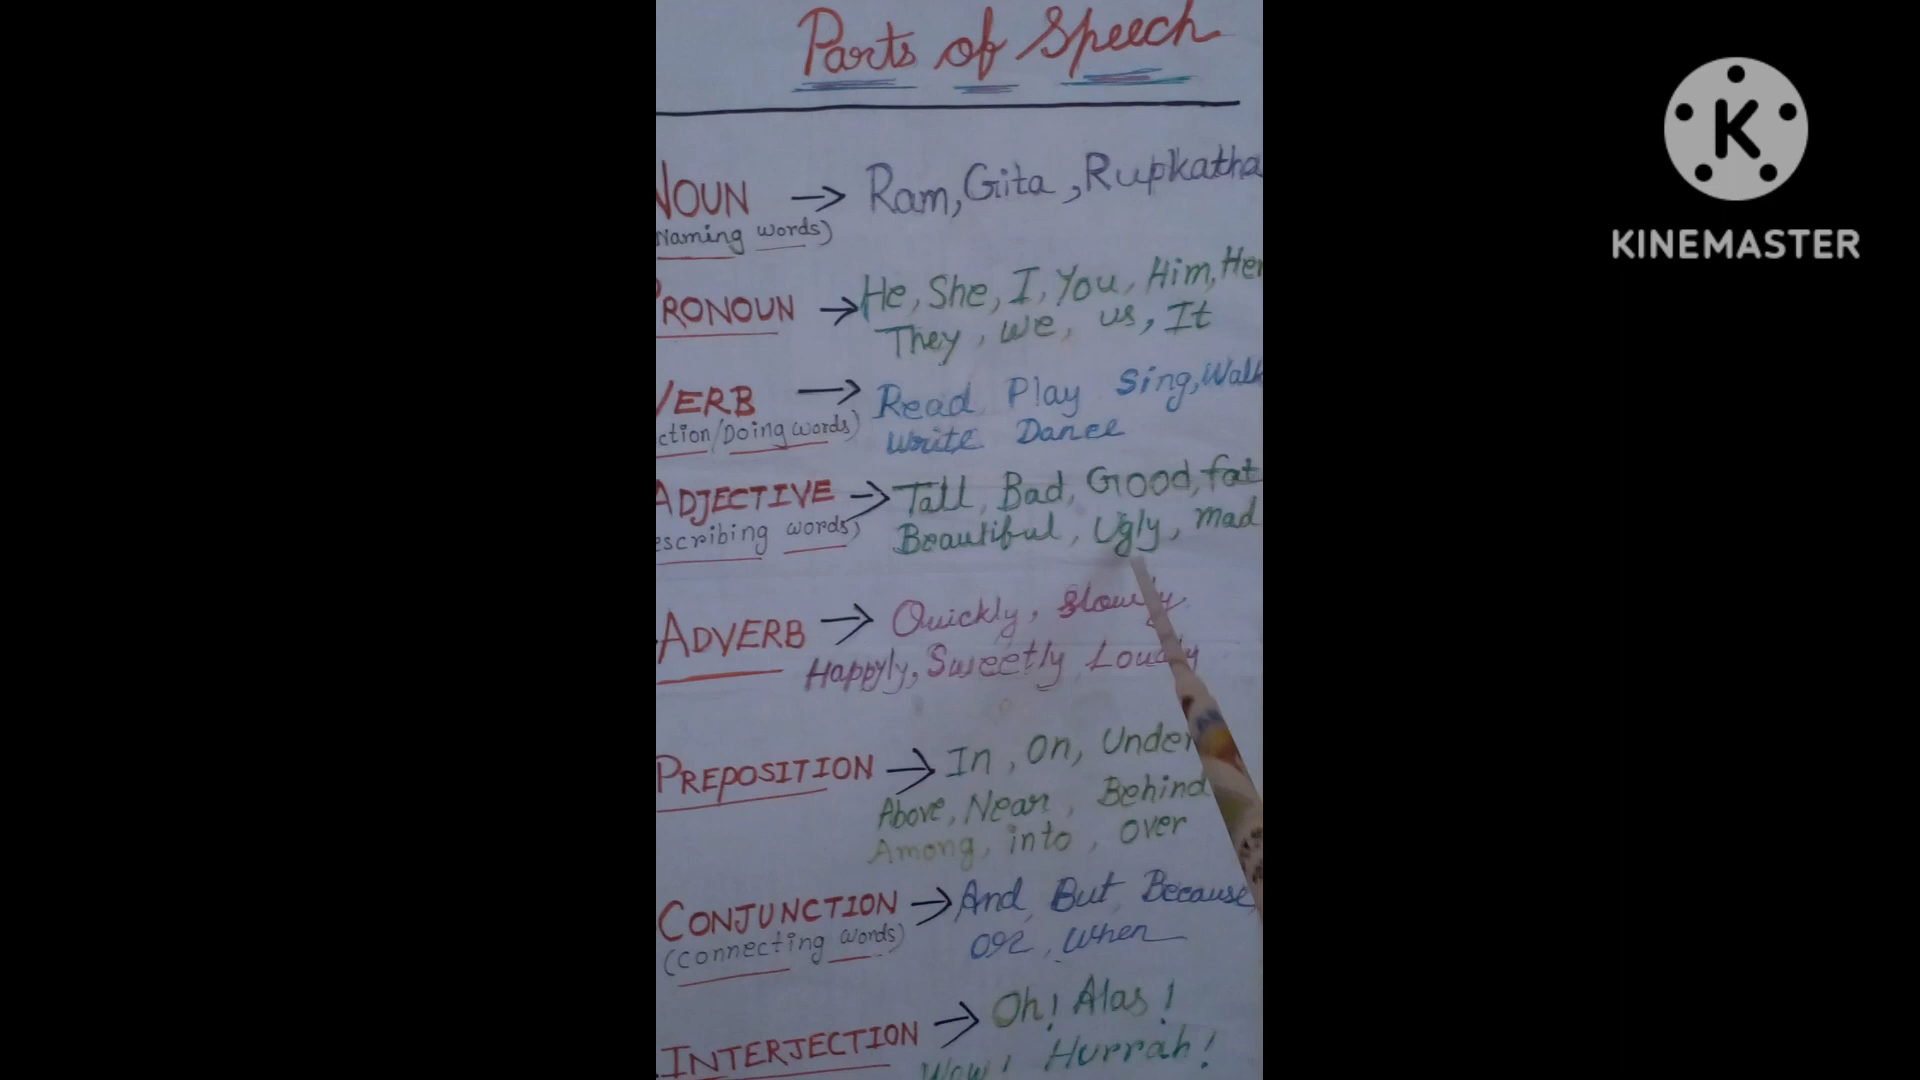 Parts of Speech
NOUN → Ram, Gita, Rupkatha
(Naming words)
PRONOUN → He, She, I, You, Him, Her
They, we, us, It
VERB → Read Play Sing, Walk
ction/Doing words) Write Dance
ADJECTIVE → Tall, Bad, Good, fat
escribing words) Beautiful, Ugly, Mad
ADVERB → Quickly, Slowly
Happyly, Sweetly Loudly
PREPOSITION → In, On, Under
Above, Near, Behind
Among, into, over
CONJUNCTION → And But Because
(connecting words) or, when
INTERJECTION → Oh! Alas!
Wow! Hurrah!
K
KINEMASTER